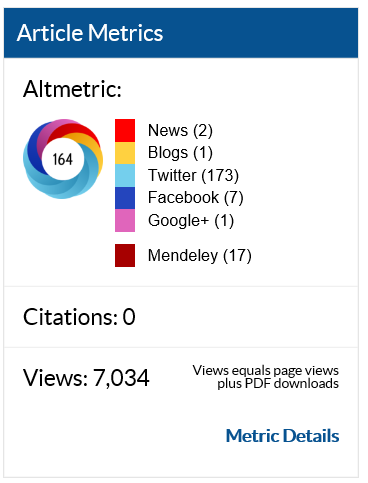 Article Metrics
Altmetric:
164
News (2)
Blogs (1)
Twitter (173)
Facebook (7)
Google+ (1)
Mendeley (17)
Citations: 0
Views: 7,034
Views equals page views
plus PDF downloads
Metric Details